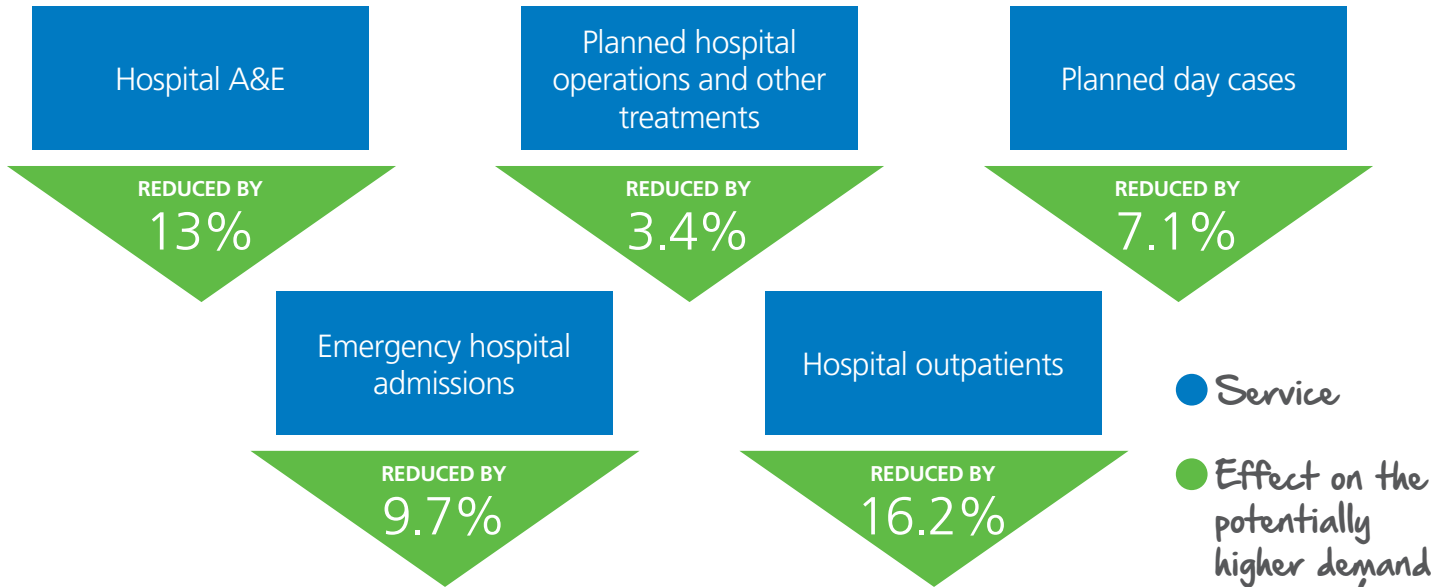 Hospital A&E
Planned hospital
operations and other
treatments
Planned day cases
REDUCED BY
13%
REDUCED BY
3.4%
REDUCED BY
7.1%
Emergency hospital
admissions
Hospital outpatients
REDUCED BY
9.7%
REDUCED BY
16.2%
Service
Effect on the
potentially
higher demand